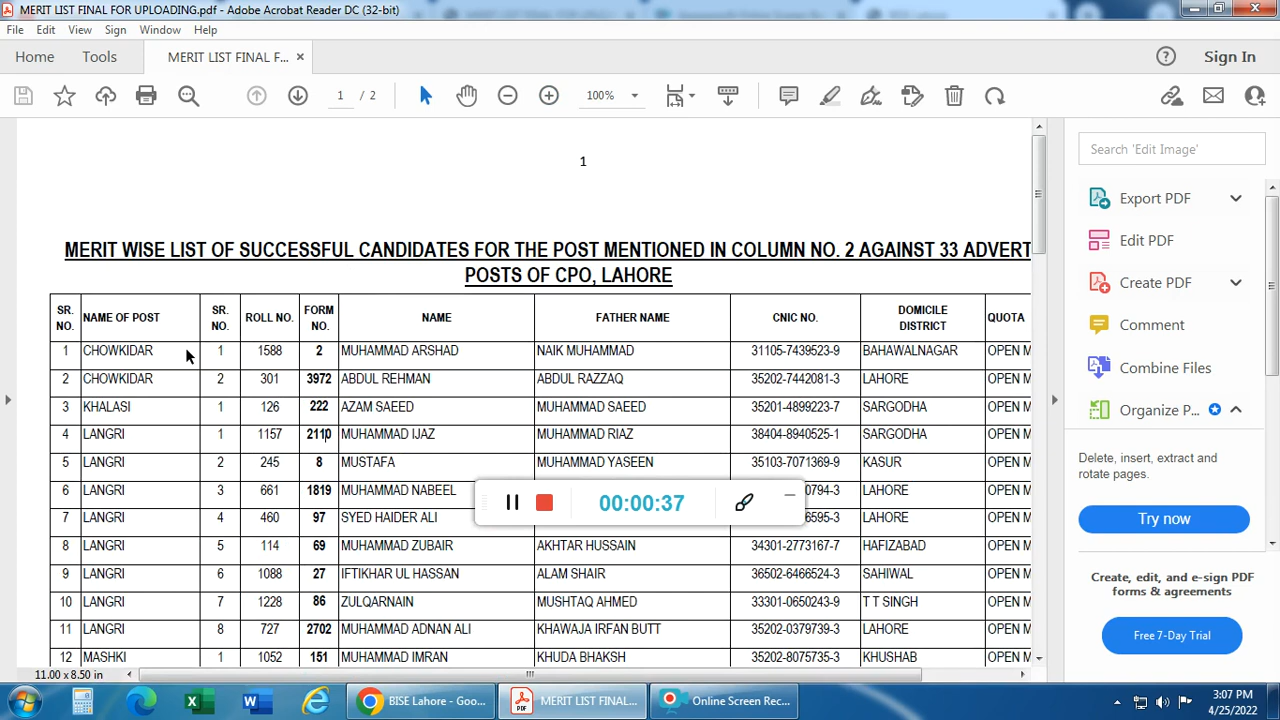 MERIT LIST FINAL FOR UPLOADING.pdf - Adobe Acrobat Reader DC (32-bit)
File Edit View Sign Window Help
Home Tools MERIT LIST FINAL F... × Sign In
1 / 2 100%
1
MERIT WISE LIST OF SUCCESSFUL CANDIDATES FOR THE POST MENTIONED IN COLUMN NO. 2 AGAINST 33 ADVERT
POSTS OF CPO, LAHORE
SR. NO. NAME OF POST SR. NO. ROLL NO. FORM NO. NAME FATHER NAME CNIC NO. DOMICILE DISTRICT QUOTA
1 CHOWKIDAR 1 1588 2 MUHAMMAD ARSHAD NAIK MUHAMMAD 31105-7439523-9 BAHAWALNAGAR OPEN M
2 CHOWKIDAR 2 301 3972 ABDUL REHMAN ABDUL RAZZAQ 35202-7442081-3 LAHORE OPEN M
3 KHALASI 1 126 222 AZAM SAEED MUHAMMAD SAEED 35201-4899223-7 SARGODHA OPEN M
4 LANGRI 1 1157 2110 MUHAMMAD IJAZ MUHAMMAD RIAZ 38404-8940525-1 SARGODHA OPEN M
5 LANGRI 2 245 8 MUSTAFA MUHAMMAD YASEEN 35103-7071369-9 KASUR OPEN M
6 LANGRI 3 661 1819 MUHAMMAD NABEEL 0794-3 LAHORE OPEN M
7 LANGRI 4 460 97 SYED HAIDER ALI 6595-3 LAHORE OPEN M
8 LANGRI 5 114 69 MUHAMMAD ZUBAIR AKHTAR HUSSAIN 34301-2773167-7 HAFIZABAD OPEN M
9 LANGRI 6 1088 27 IFTIKHAR UL HASSAN ALAM SHAIR 36502-6466524-3 SAHIWAL OPEN M
10 LANGRI 7 1228 86 ZULQARNAIN MUSHTAQ AHMED 33301-0650243-9 T T SINGH OPEN M
11 LANGRI 8 727 2702 MUHAMMAD ADNAN ALI KHAWAJA IRFAN BUTT 35202-0379739-3 LAHORE OPEN M
12 MASHKI 1 1052 151 MUHAMMAD IMRAN KHUDA BHAKSH 35202-8075735-3 KHUSHAB OPEN M
00:00:37
11.00 x 8.50 in
Search 'Edit Image'
Export PDF
Edit PDF
Create PDF
Comment
Combine Files
Organize P...
Delete, insert, extract and
rotate pages.
Try now
Create, edit, and e-sign PDF
forms & agreements
Free 7-Day Trial
BISE Lahore - Goo... MERIT LIST FINAL... Online Screen Rec...
3:07 PM
4/25/2022